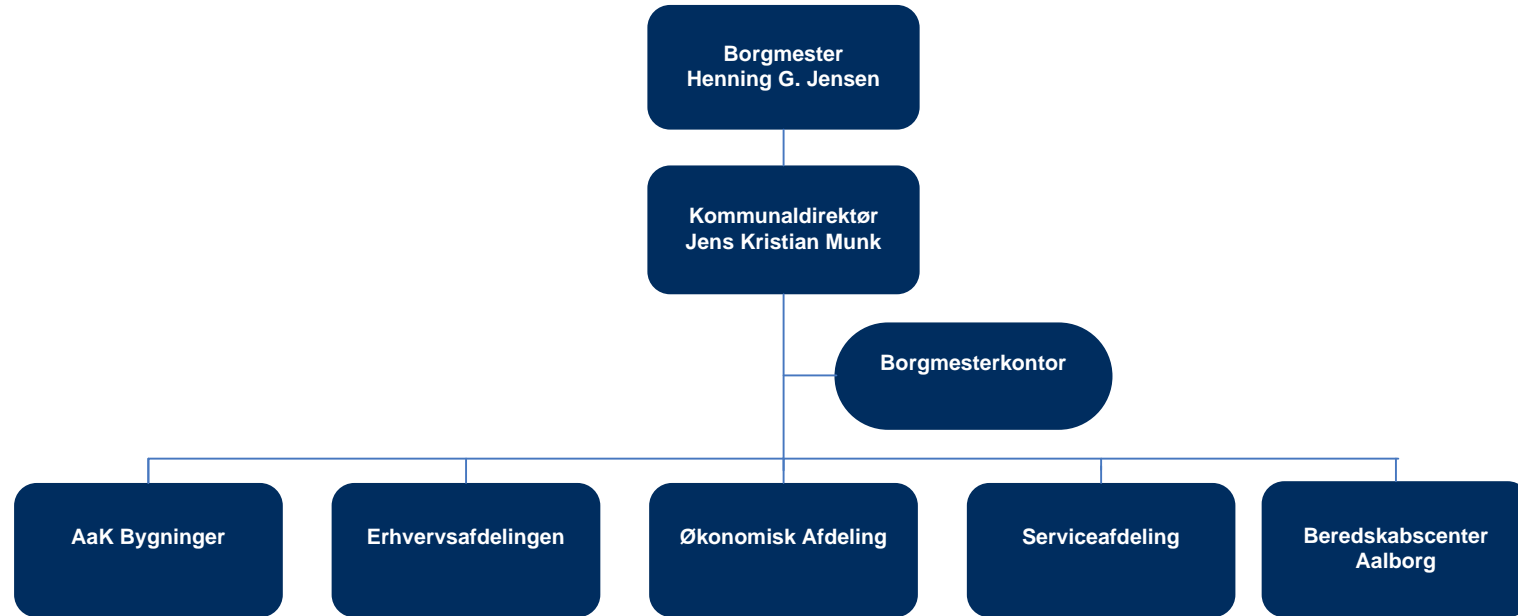 Borgmester
Henning G. Jensen
Kommunaldirektør
Jens Kristian Munk
Borgmesterkontor
AaK Bygninger
Erhvervsafdelingen
Økonomisk Afdeling
Serviceafdeling
Beredskabscenter
Aalborg